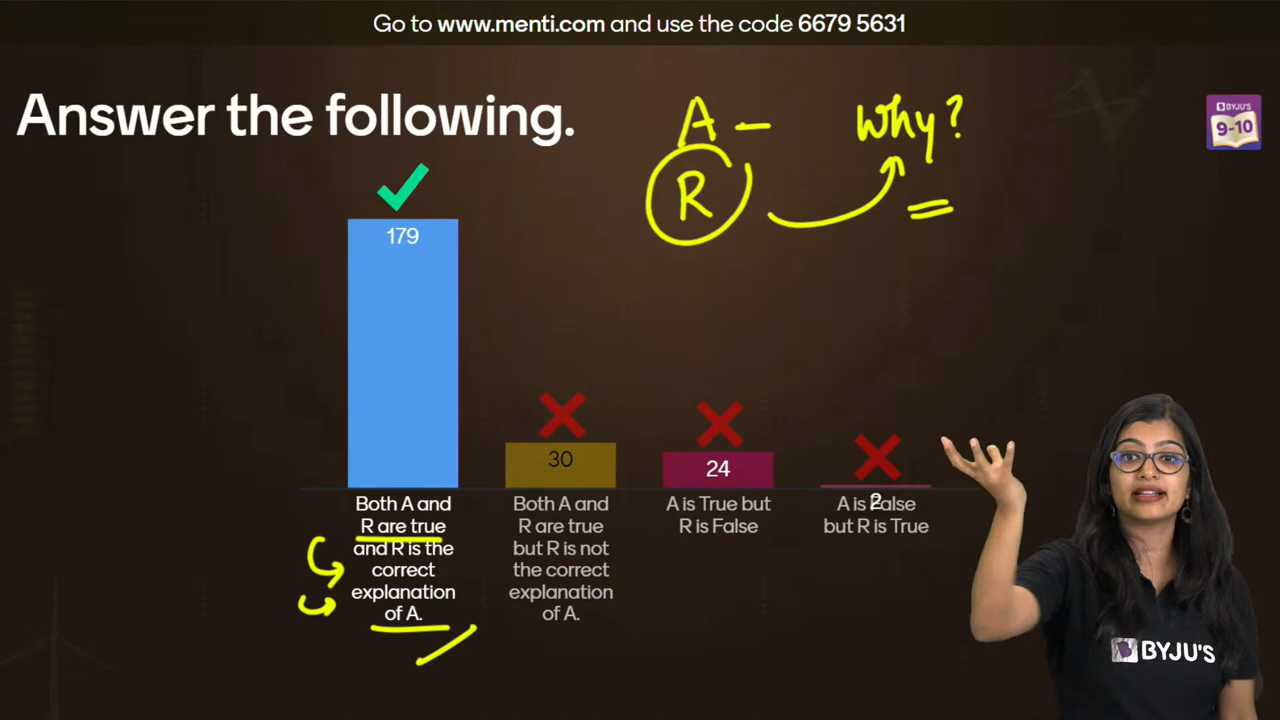 Go to www.menti.com and use the code 6679 5631
Answer the following.
A –
Why?
R
BYJU'S
9-10
179
30
24
2
Both A and
R are true
and R is the
correct
explanation
of A.
Both A and
R are true
but R is not
the correct
explanation
of A.
A is True but
R is False
A is False
but R is True
BYJU'S